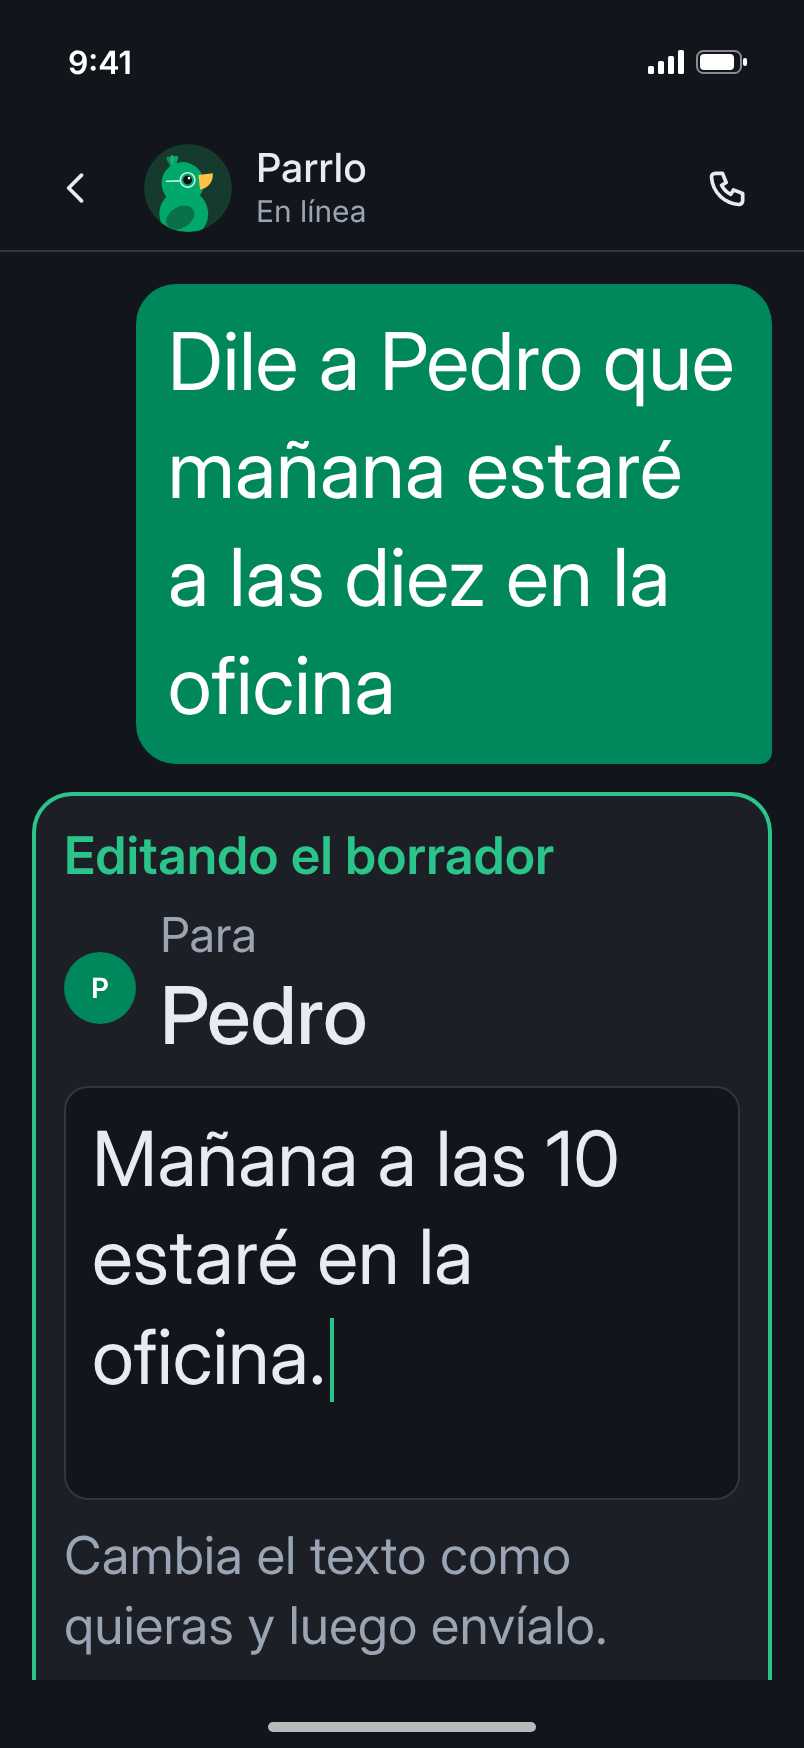 9:41
Parrlo
En línea
Dile a Pedro que
mañana estaré
a las diez en la
oficina
Editando el borrador
Para
P
Pedro
Mañana a las 10
estaré en la
oficina.
Cambia el texto como
quieras y luego envíalo.